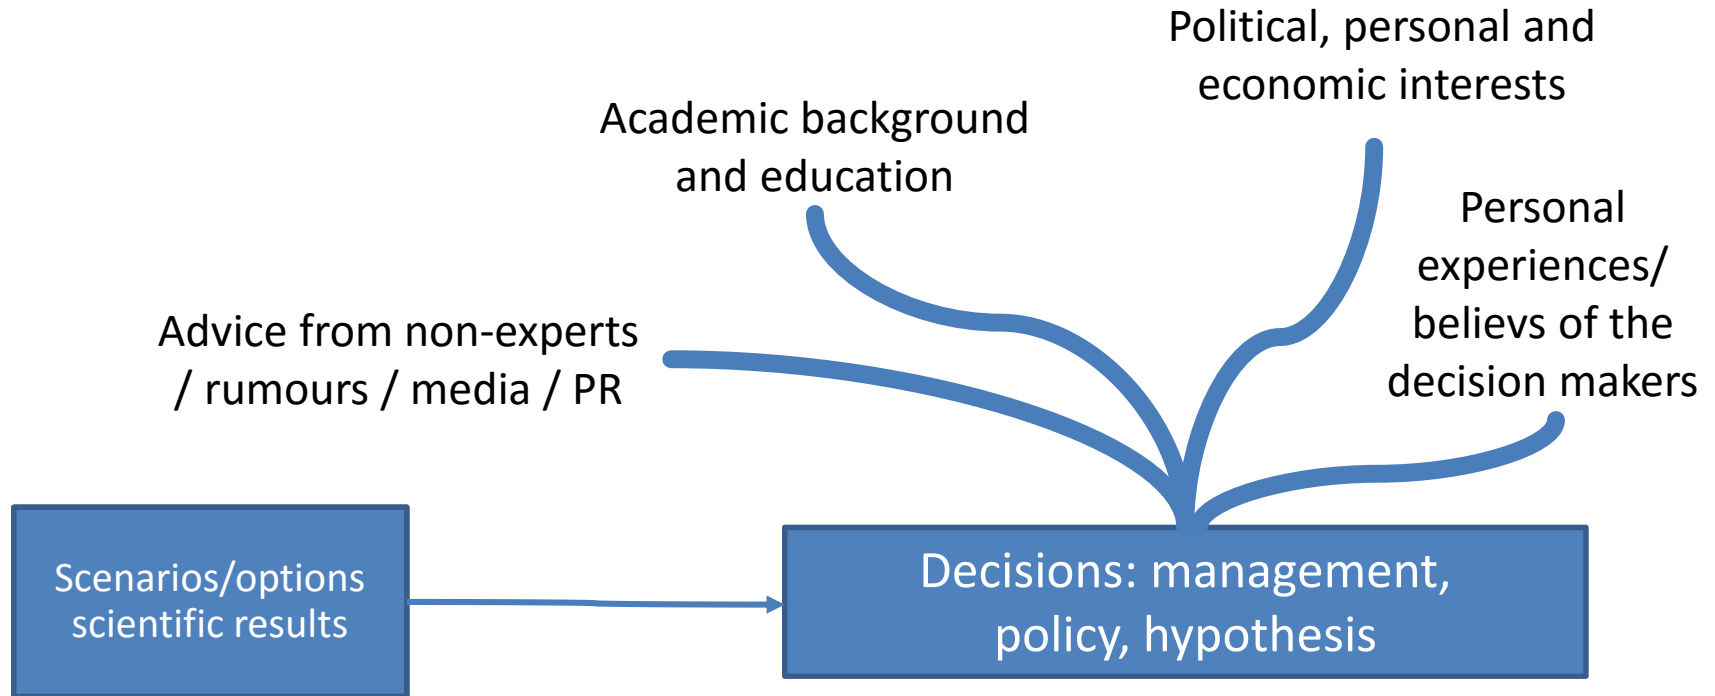 Political, personal and
economic interests
Academic background
and education
Personal
experiences/
believs of the
decision makers
Advice from non-experts
/ rumours / media / PR
Scenarios/options
scientific results
Decisions: management,
policy, hypothesis